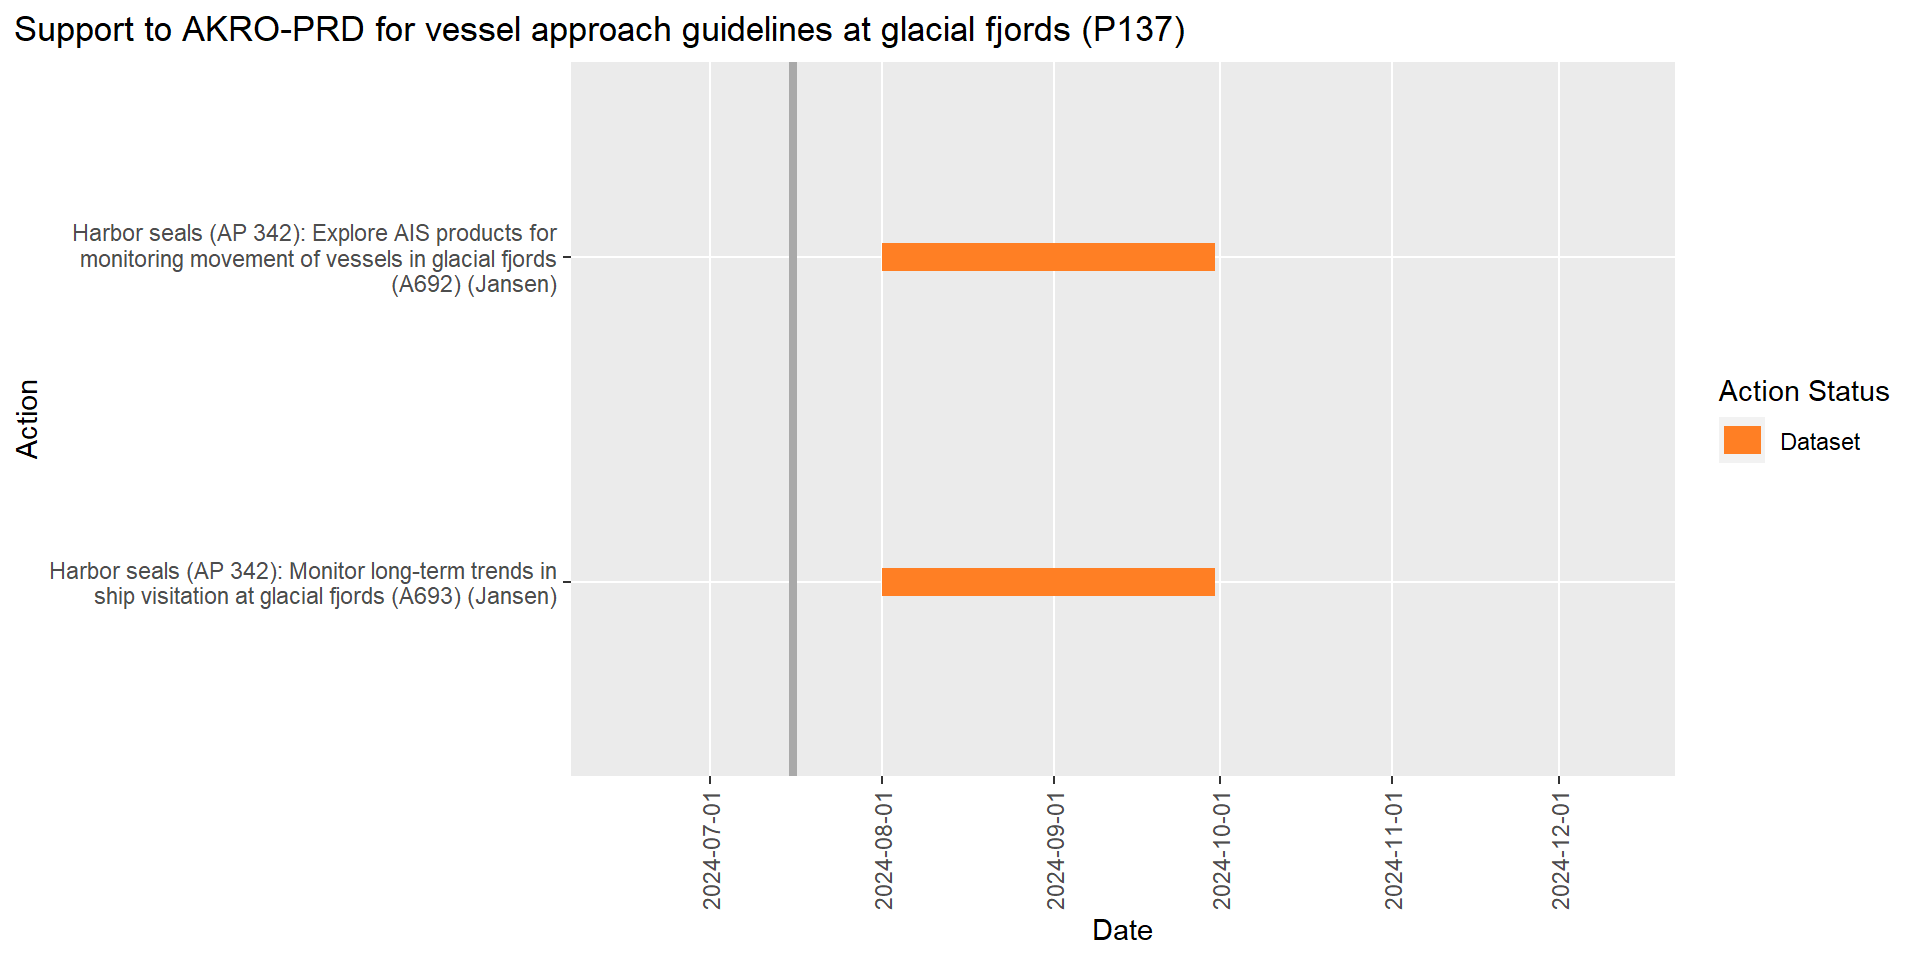 Support to AKRO-PRD for vessel approach guidelines at glacial fjords (P137)
Action
Harbor seals (AP 342): Explore AIS products for
monitoring movement of vessels in glacial fjords
(A692) (Jansen)
Harbor seals (AP 342): Monitor long-term trends in
ship visitation at glacial fjords (A693) (Jansen)
2024-07-01
2024-08-01
2024-09-01
2024-10-01
2024-11-01
2024-12-01
Date
Action Status
Dataset